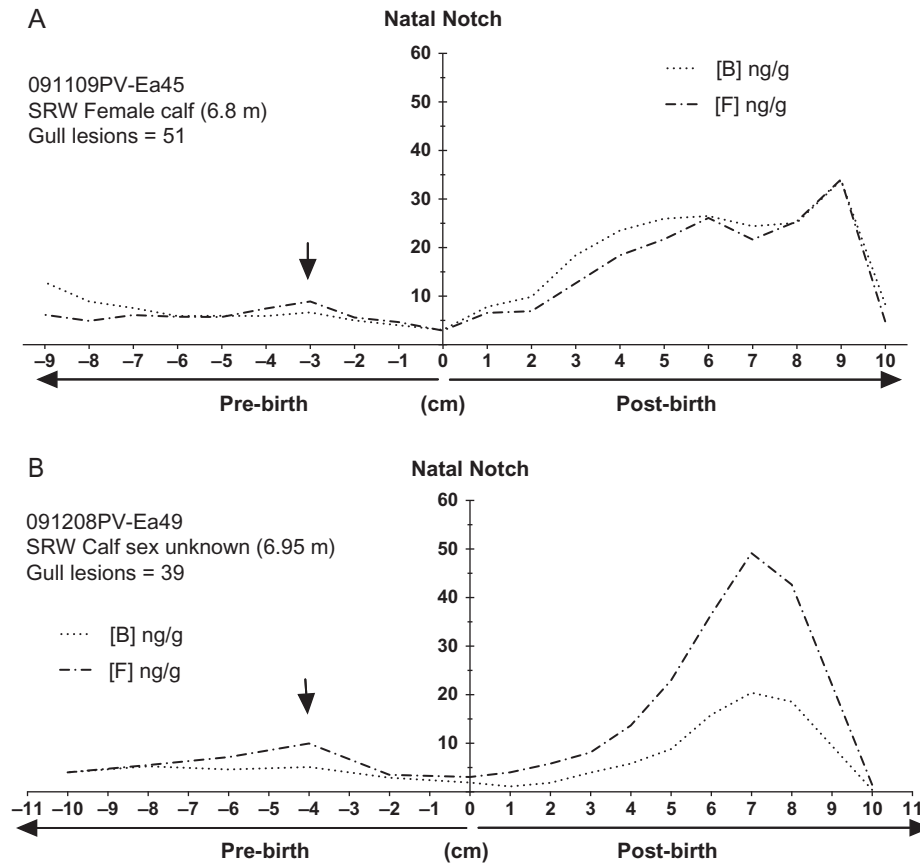 A
Natal Notch
091109PV-Ea45
SRW Female calf (6.8 m)
Gull lesions = 51
[B] ng/g
[F] ng/g
60
50
40
30
20
10
–9 –8 –7 –6 –5 –4 –3 –2 –1 0 1 2 3 4 5 6 7 8 9 10
Pre-birth (cm) Post-birth
B
Natal Notch
091208PV-Ea49
SRW Calf sex unknown (6.95 m)
Gull lesions = 39
[B] ng/g
[F] ng/g
60
50
40
30
20
10
–11 –10 –9 –8 –7 –6 –5 –4 –3 –2 –1 0 1 2 3 4 5 6 7 8 9 10 11
Pre-birth (cm) Post-birth